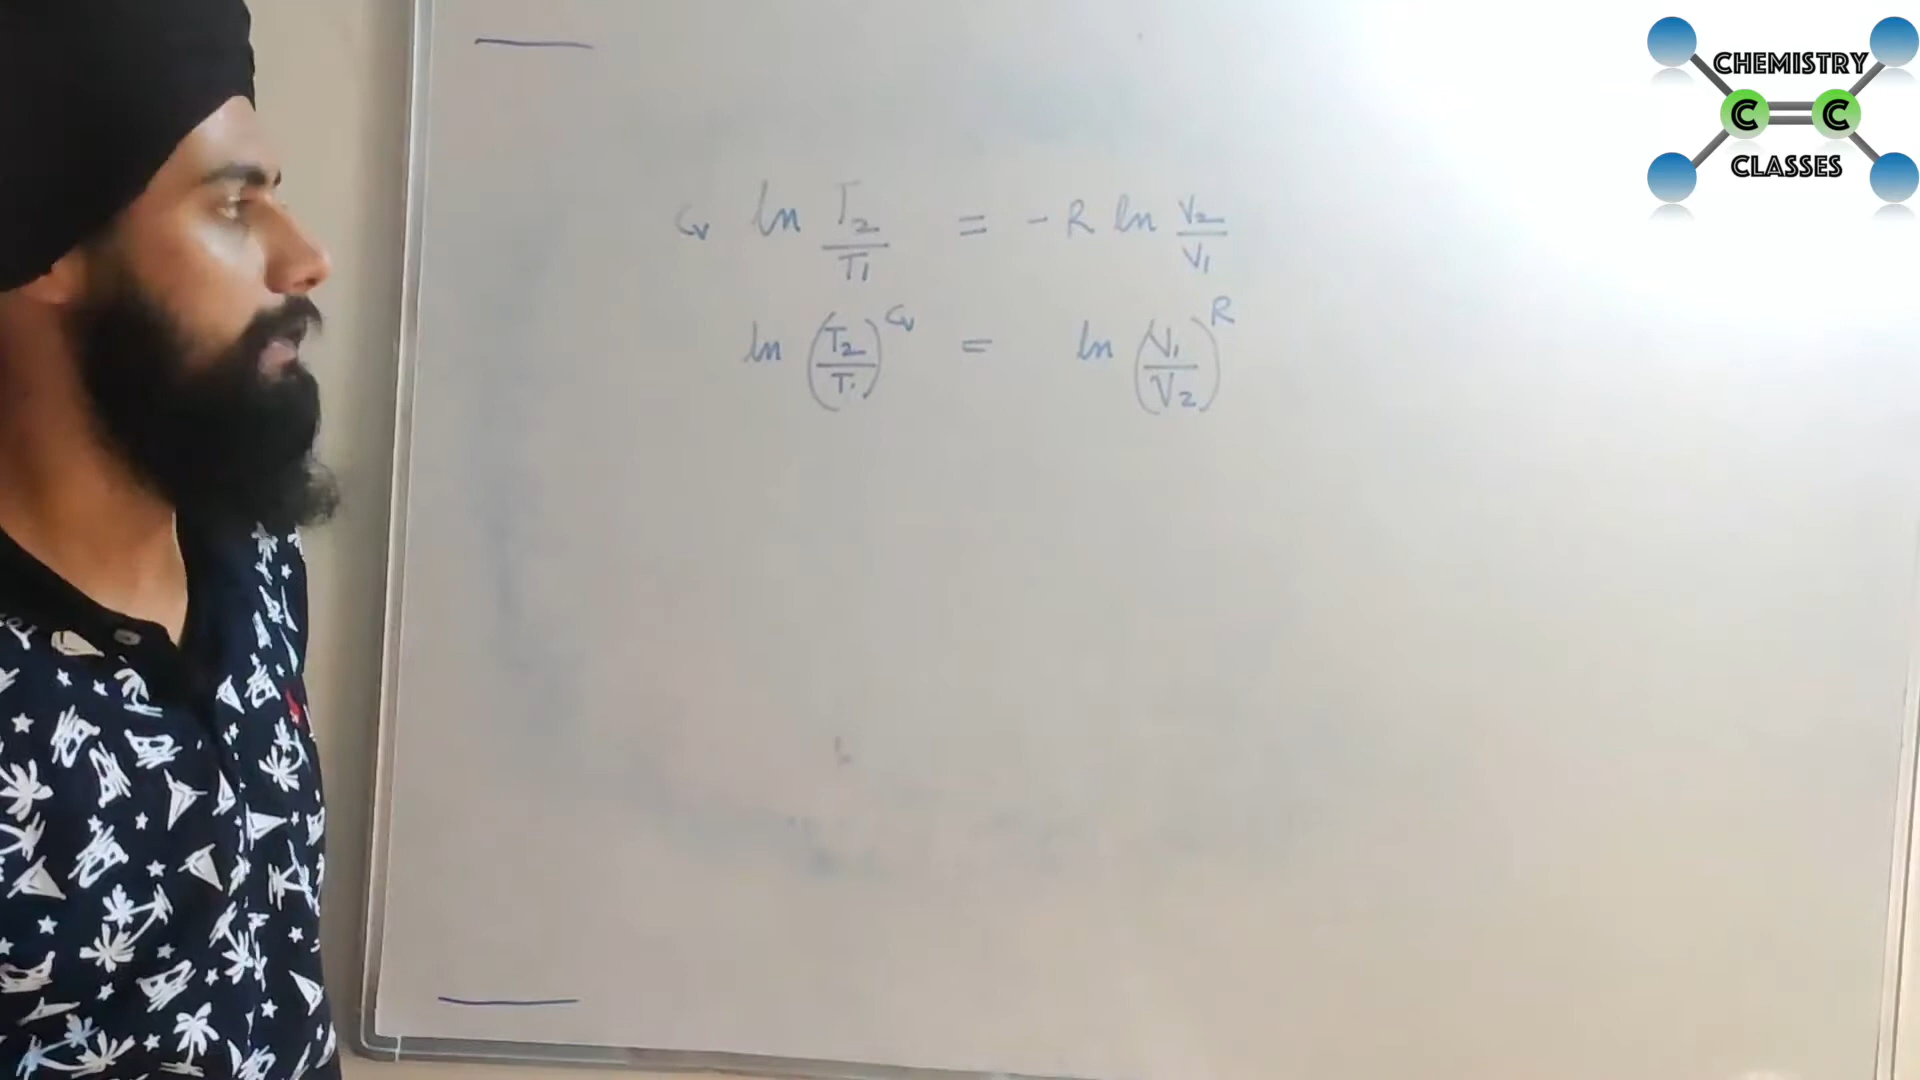 CHEMISTRY
C C
CLASSES
Cv ln T2/T1 = - R ln V2/V1
ln (T2/T1)^Cv = ln (V1/V2)^R